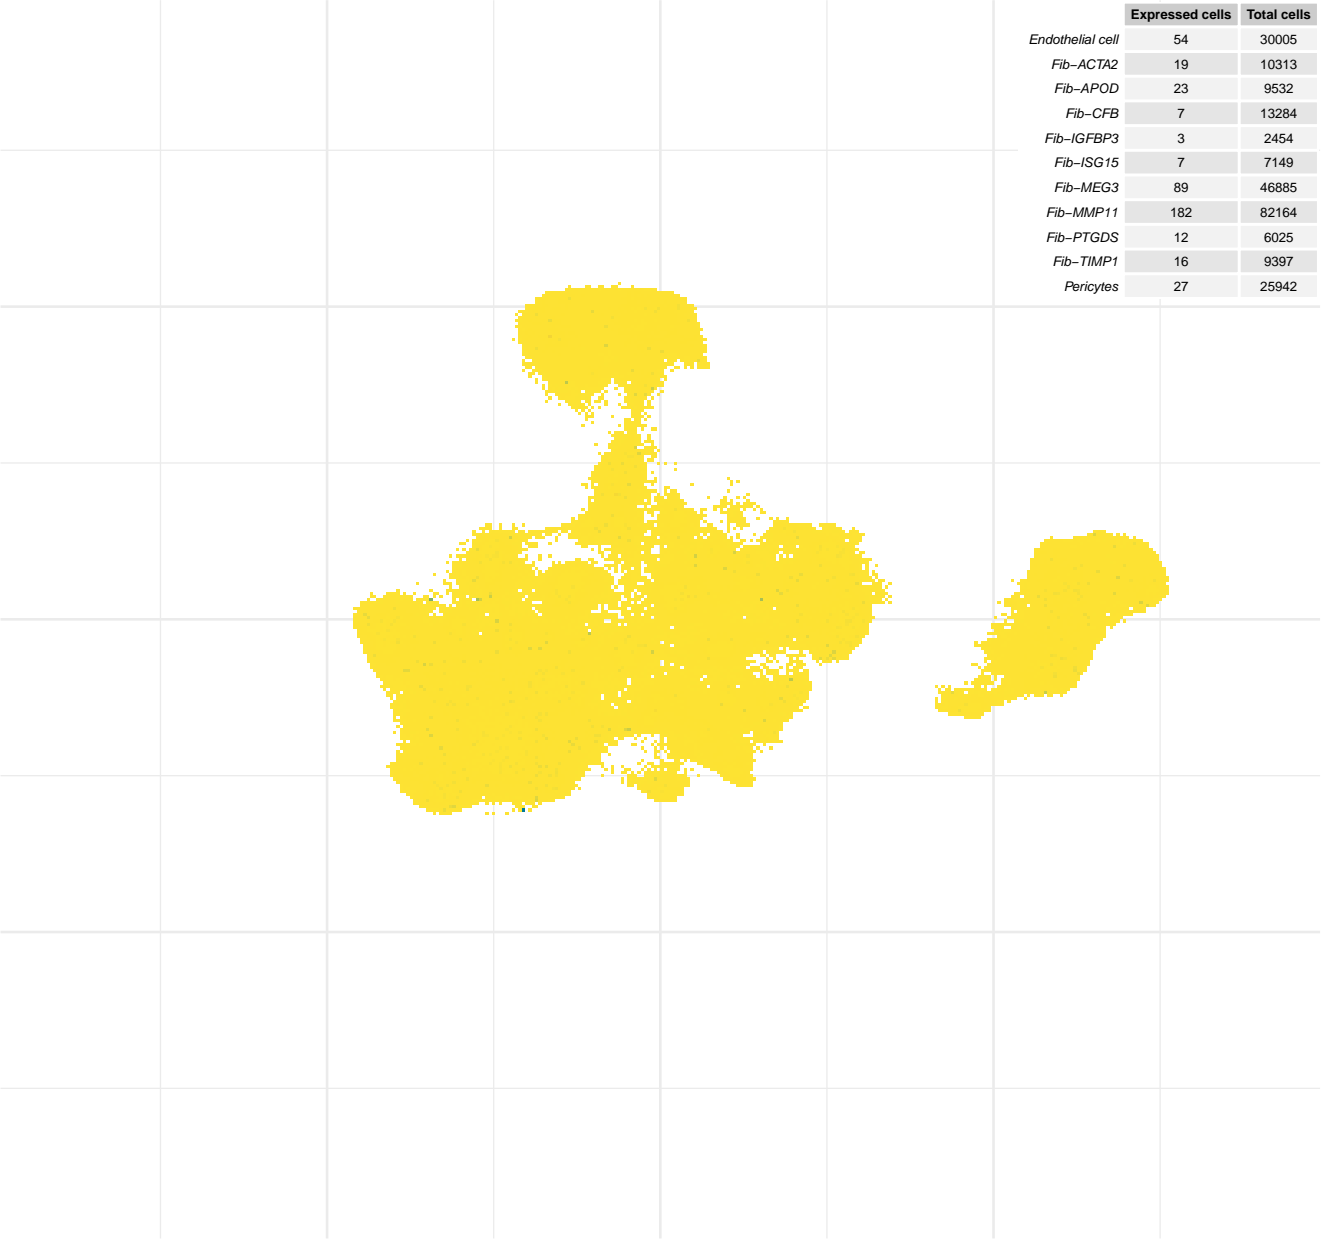 Expressed cells Total cells
Endothelial cell 54 30005
Fib−ACTA2 19 10313
Fib−APOD 23 9532
Fib−CFB 7 13284
Fib−IGFBP3 3 2454
Fib−ISG15 7 7149
Fib−MEG3 89 46885
Fib−MMP11 182 82164
Fib−PTGDS 12 6025
Fib−TIMP1 16 9397
Pericytes 27 25942